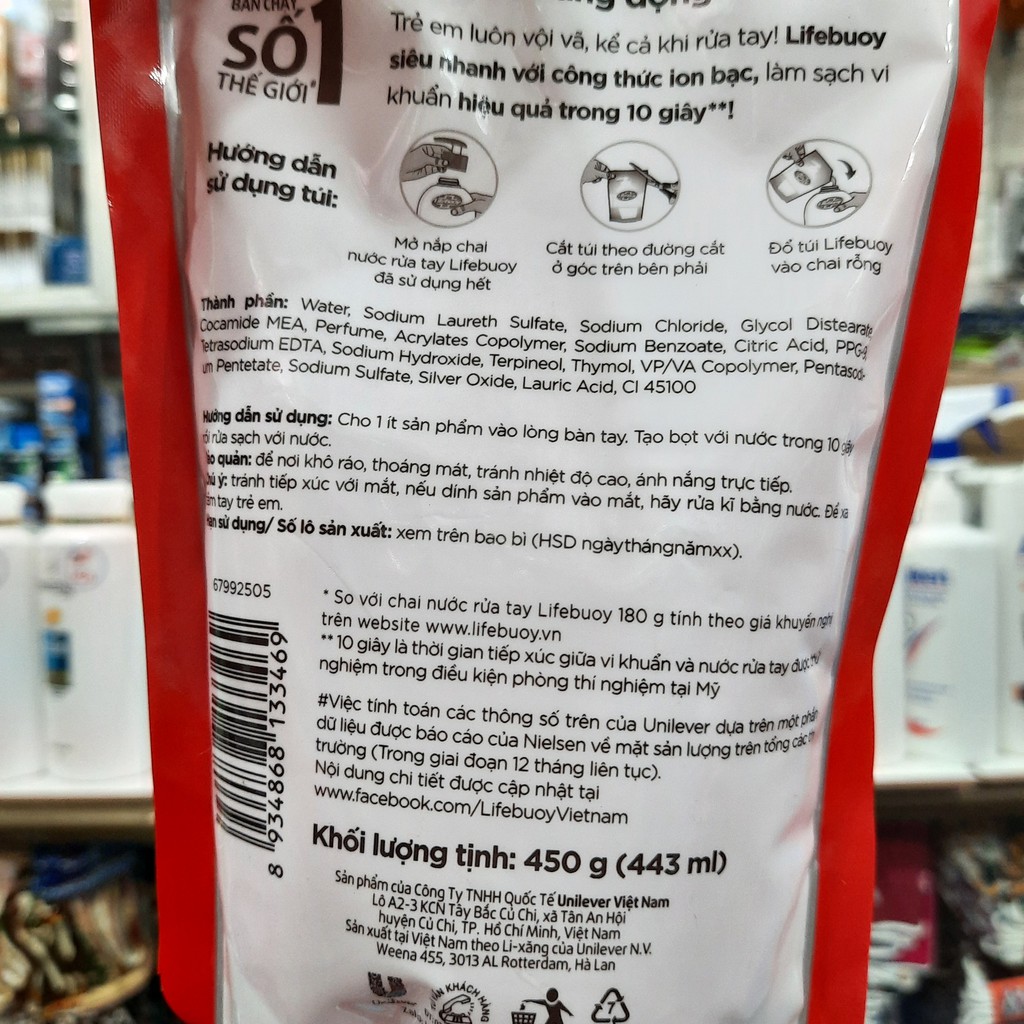 BÁN CHẠY
SỐ 1
THẾ GIỚI*
Trẻ em luôn vội vã, kể cả khi rửa tay! Lifebuoy
siêu nhanh với công thức ion bạc, làm sạch vi
khuẩn hiệu quả trong 10 giây**!
Hướng dẫn
sử dụng túi:
Mở nắp chai
nước rửa tay Lifebuoy
đã sử dụng hết
Cắt túi theo đường cắt
ở góc trên bên phải
Đổ túi Lifebuoy
vào chai rỗng
Thành phần: Water, Sodium Laureth Sulfate, Sodium Chloride, Glycol Distearate,
Cocamide MEA, Perfume, Acrylates Copolymer, Sodium Benzoate, Citric Acid, PPG-9,
Tetrasodium EDTA, Sodium Hydroxide, Terpineol, Thymol, VP/VA Copolymer, Pentasodi-
um Pentetate, Sodium Sulfate, Silver Oxide, Lauric Acid, CI 45100
Hướng dẫn sử dụng: Cho 1 ít sản phẩm vào lòng bàn tay. Tạo bọt với nước trong 10 giây
rồi rửa sạch với nước.
Bảo quản: để nơi khô ráo, thoáng mát, tránh nhiệt độ cao, ánh nắng trực tiếp.
Chú ý: tránh tiếp xúc với mắt, nếu dính sản phẩm vào mắt, hãy rửa kĩ bằng nước. Để xa
tầm tay trẻ em.
Hạn sử dụng/ Số lô sản xuất: xem trên bao bì (HSD ngàythángnămxx).
67992505
* So với chai nước rửa tay Lifebuoy 180 g tính theo giá khuyến nghị
trên website www.lifebuoy.vn
** 10 giây là thời gian tiếp xúc giữa vi khuẩn và nước rửa tay được thử
nghiệm trong điều kiện phòng thí nghiệm tại Mỹ
#Việc tính toán các thông số trên của Unilever dựa trên một phần
dữ liệu được báo cáo của Nielsen về mặt sản lượng trên tổng các thị
trường (Trong giai đoạn 12 tháng liên tục).
Nội dung chi tiết được cập nhật tại
www.facebook.com/LifebuoyVietnam
8 934868 133469
Khối lượng tịnh: 450 g (443 ml)
Sản phẩm của Công Ty TNHH Quốc Tế Unilever Việt Nam
Lô A2-3 KCN Tây Bắc Củ Chi, xã Tân An Hội
huyện Củ Chi, TP. Hồ Chí Minh, Việt Nam
Sản xuất tại Việt Nam theo Li-xăng của Unilever N.V.
Weena 455, 3013 AL Rotterdam, Hà Lan
Unilever
VẤN KHÁCH HÀNG